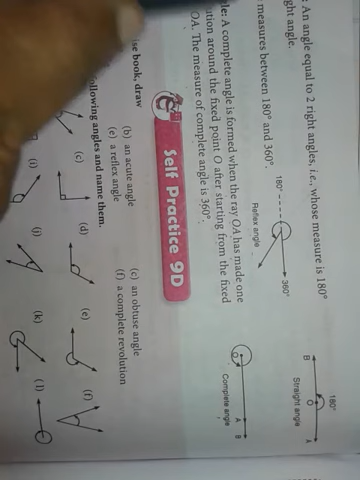 : An angle equal to 2 right angles, i.e., whose measure is 180°
180°
B O A
Straight angle
ght angle.
measures between 180° and 360°.
180°
360°
Reflex angle
le: A complete angle is formed when the ray OA has made one
ution around the fixed point O after starting from the fixed
OA. The measure of complete angle is 360°.
O A B
Complete angle
Self Practice 9D
se book, draw
(b) an acute angle
(c) an obtuse angle
(e) a reflex angle
(f) a complete revolution
following angles and name them.
(c)
(d)
(e)
(f)
(i)
(j)
(k)
(l)